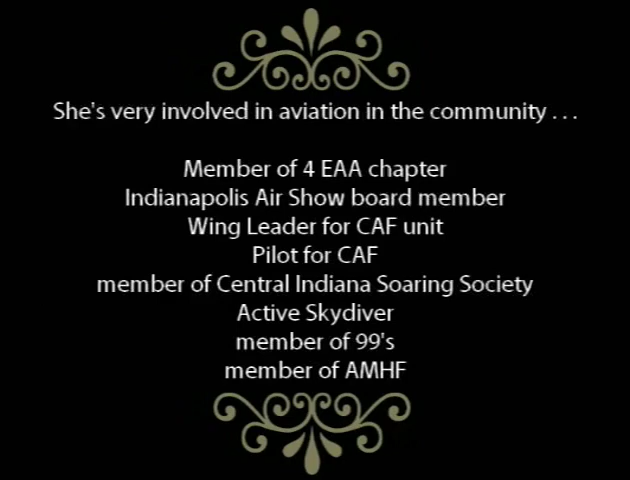 She's very involved in aviation in the community . . .
Member of 4 EAA chapter
Indianapolis Air Show board member
Wing Leader for CAF unit
Pilot for CAF
member of Central Indiana Soaring Society
Active Skydiver
member of 99's
member of AMHF